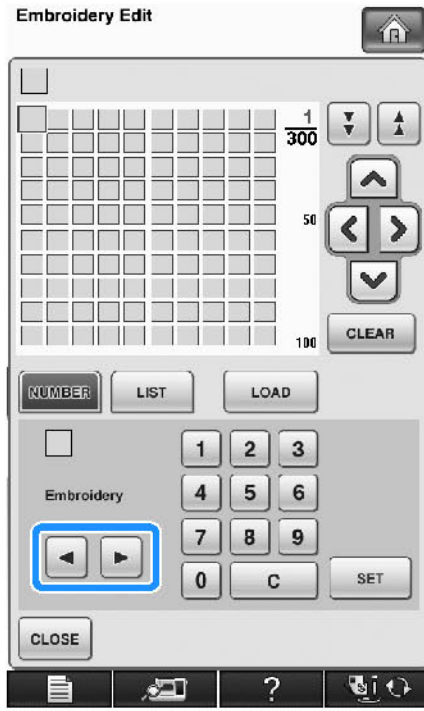 Embroidery Edit
1
300
50
100
CLEAR
NUMBER LIST LOAD
1 2 3
Embroidery
4 5 6
7 8 9
0 C
SET
CLOSE
?